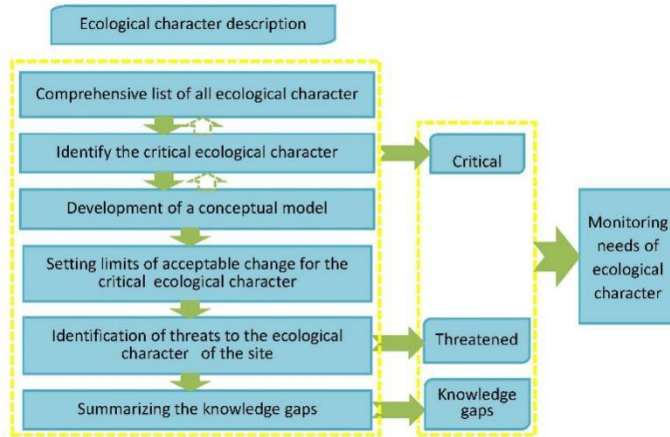 Ecological character description
Comprehensive list of all ecological character
Identify the critical ecological character
Development of a conceptual model
Setting limits of acceptable change for the
critical ecological character
Identification of threats to the ecological
character of the site
Summarizing the knowledge gaps
Critical
Threatened
Knowledge
gaps
Monitoring
needs of
ecological
character